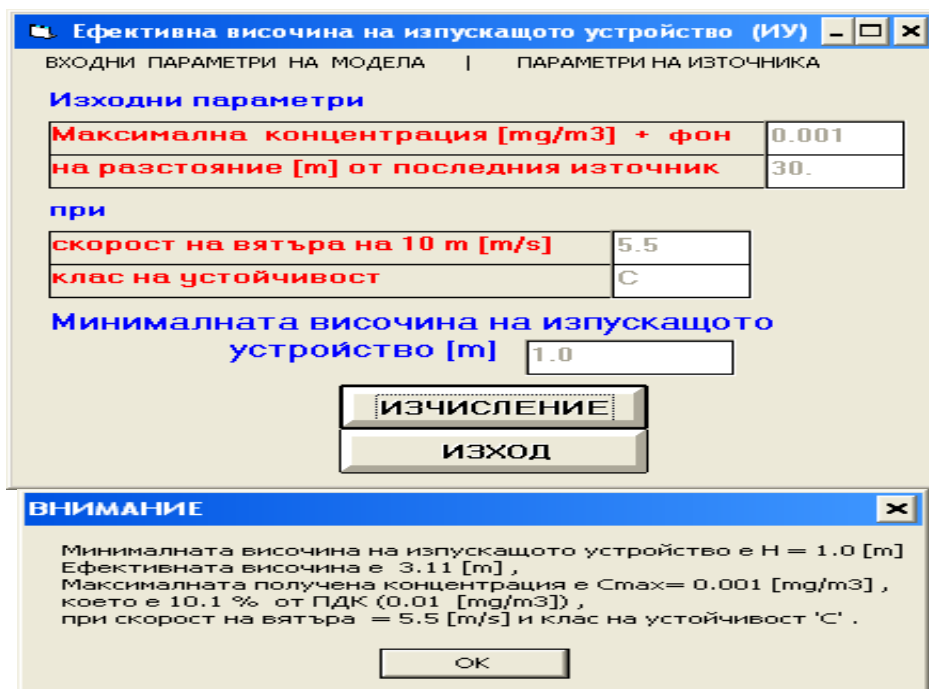 Ефективна височина на изпускащото устройство (ИУ)
ВХОДНИ ПАРАМЕТРИ НА МОДЕЛА | ПАРАМЕТРИ НА ИЗТОЧНИКА
Изходни параметри
Максимална концентрация [mg/m3] + фон 0.001
на разстояние [m] от последния източник 30.
при
скорост на вятъра на 10 m [m/s] 5.5
клас на устойчивост C
Минималната височина на изпускащото
устройство [m] 1.0
ИЗЧИСЛЕНИЕ
ИЗХОД
ВНИМАНИЕ
Минималната височина на изпускащото устройство е H = 1.0 [m]
Ефективната височина е 3.11 [m] ,
Максималната получена концентрация е Cmax= 0.001 [mg/m3] ,
което е 10.1 % от ПДК (0.01 [mg/m3]) ,
при скорост на вятъра = 5.5 [m/s] и клас на устойчивост 'C' .
OK